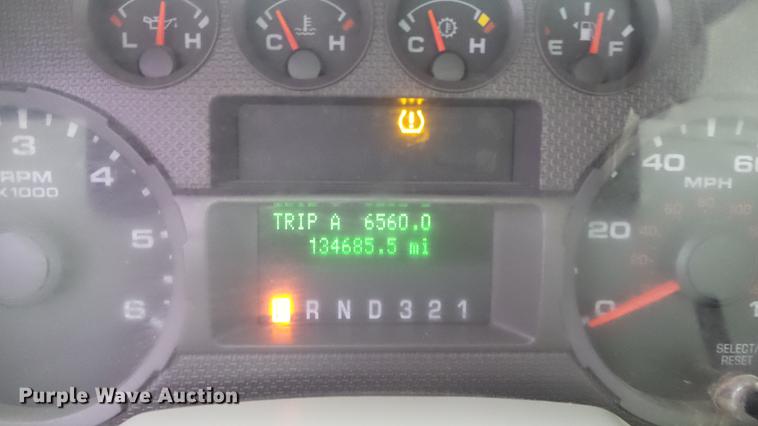 L H
C H
C H
E F
3
4
5
6
RPM
X1000
TRIP A 6560.0
134685.5 mi
R N D 3 2 1
0
20
40
60
MPH
SELECT/
RESET
Purple Wave Auction